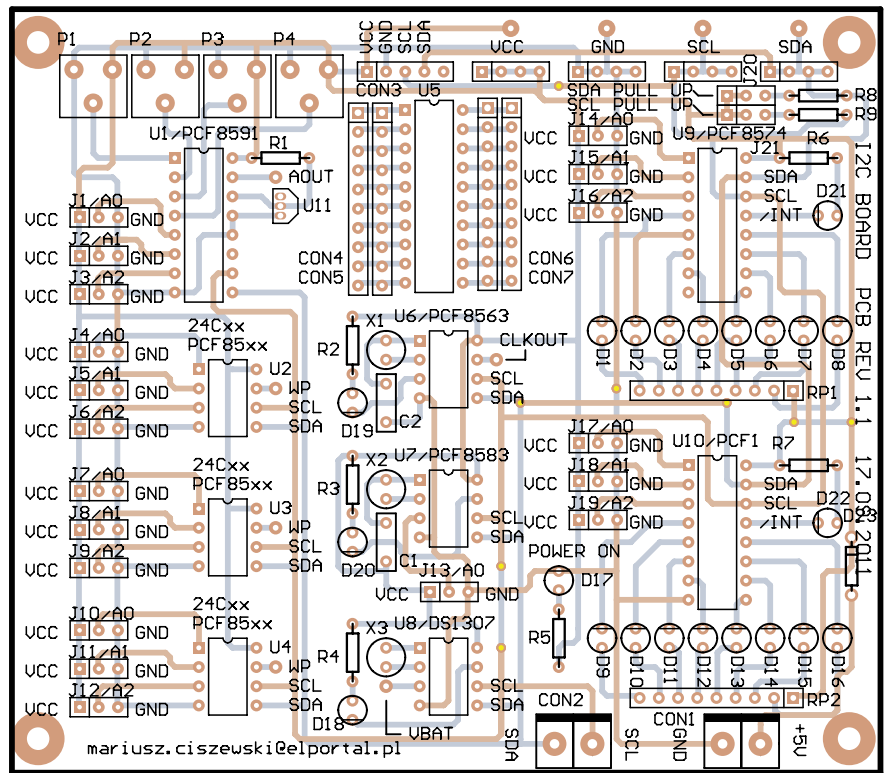 P1 P2 P3 P4
VCC
GND
SCL
SDA
VCC GND SCL SDA
CON3 U5
SDA PULL UP
SCL PULL UP
J20
R8
R9
U1/PCF8591
R1
AOUT
U11
J14/A0
VCC GND
J15/A1
VCC GND
J16/A2
VCC GND
U9/PCF8574
J21 R6
SDA
SCL
/INT
D21
I2C BOARD PCB REV 1.1 17.09.2011
J1/A0
VCC GND
J2/A1
VCC GND
J3/A2
VCC GND
CON4
CON5
CON6
CON7
24Cxx
PCF85xx
J4/A0
VCC GND
J5/A1
VCC GND
J6/A2
VCC GND
U2
WP
SCL
SDA
U6/PCF8563
X1
R2
CLKOUT
SCL
SDA
D19
C2
D1 D2 D3 D4 D5 D6 D7 D8
RP1
24Cxx
PCF85xx
J7/A0
VCC GND
J8/A1
VCC GND
J9/A2
VCC GND
U3
WP
SCL
SDA
U7/PCF8583
X2
R3
SCL
SDA
D20
C1
J17/A0
VCC GND
J18/A1
VCC GND
J19/A2
VCC GND
U10/PCF1
R7
SDA
SCL
/INT
D22
POWER ON
D17
R5
J13/A0
VCC GND
24Cxx
PCF85xx
J10/A0
VCC GND
J11/A1
VCC GND
J12/A2
VCC GND
U4
WP
SCL
SDA
U8/DS1307
X3
R4
SCL
SDA
D18
VBAT
D9 D10 D11 D12 D13 D14 D15 D16
RP2
CON2
CON1
SDA
SCL
GND
+5V
mariusz.ciszewski@elportal.pl